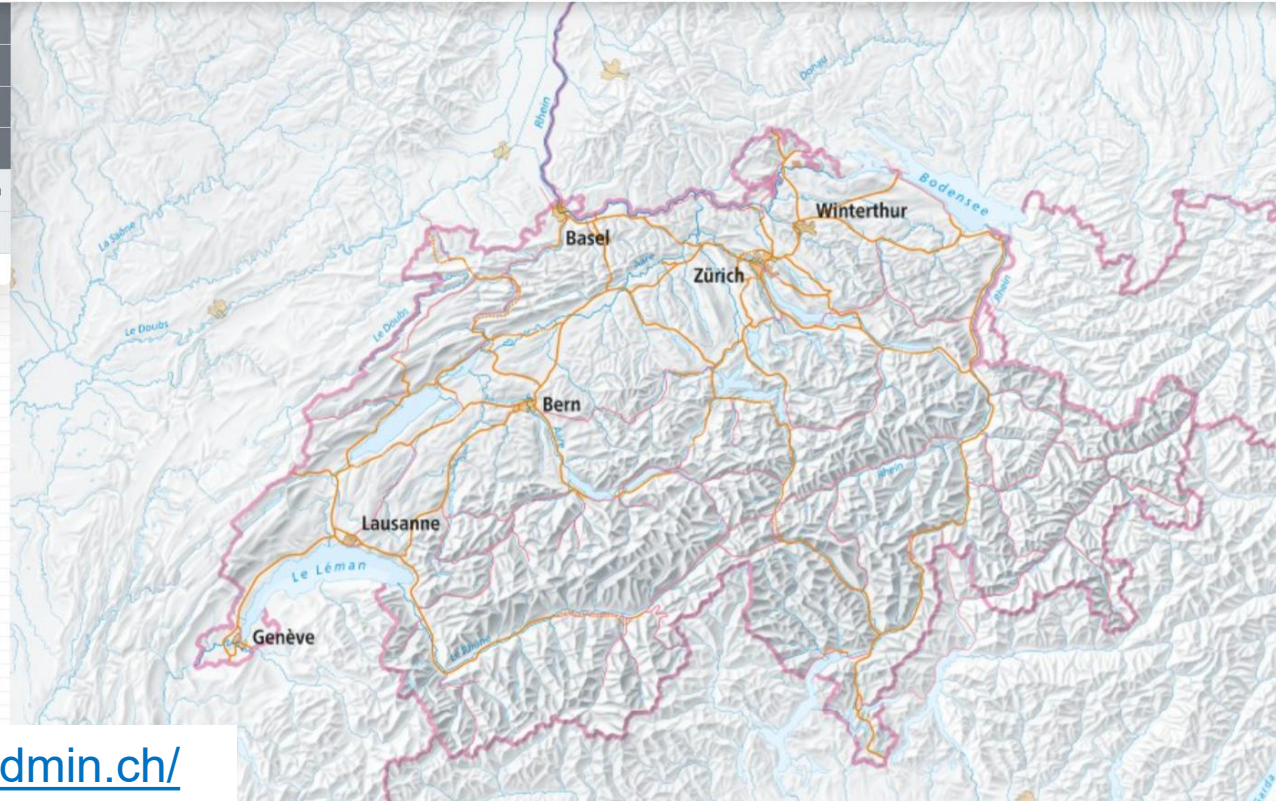 Donau
Rhein
Bodensee
Winterthur
Basel
La Saône
Aare
Zürich
Rhein
Le Doubs
Le Doubs
Bern
Aare
Rhein
Lausanne
Le Léman
Genève
Le Rhône
dmin.ch/